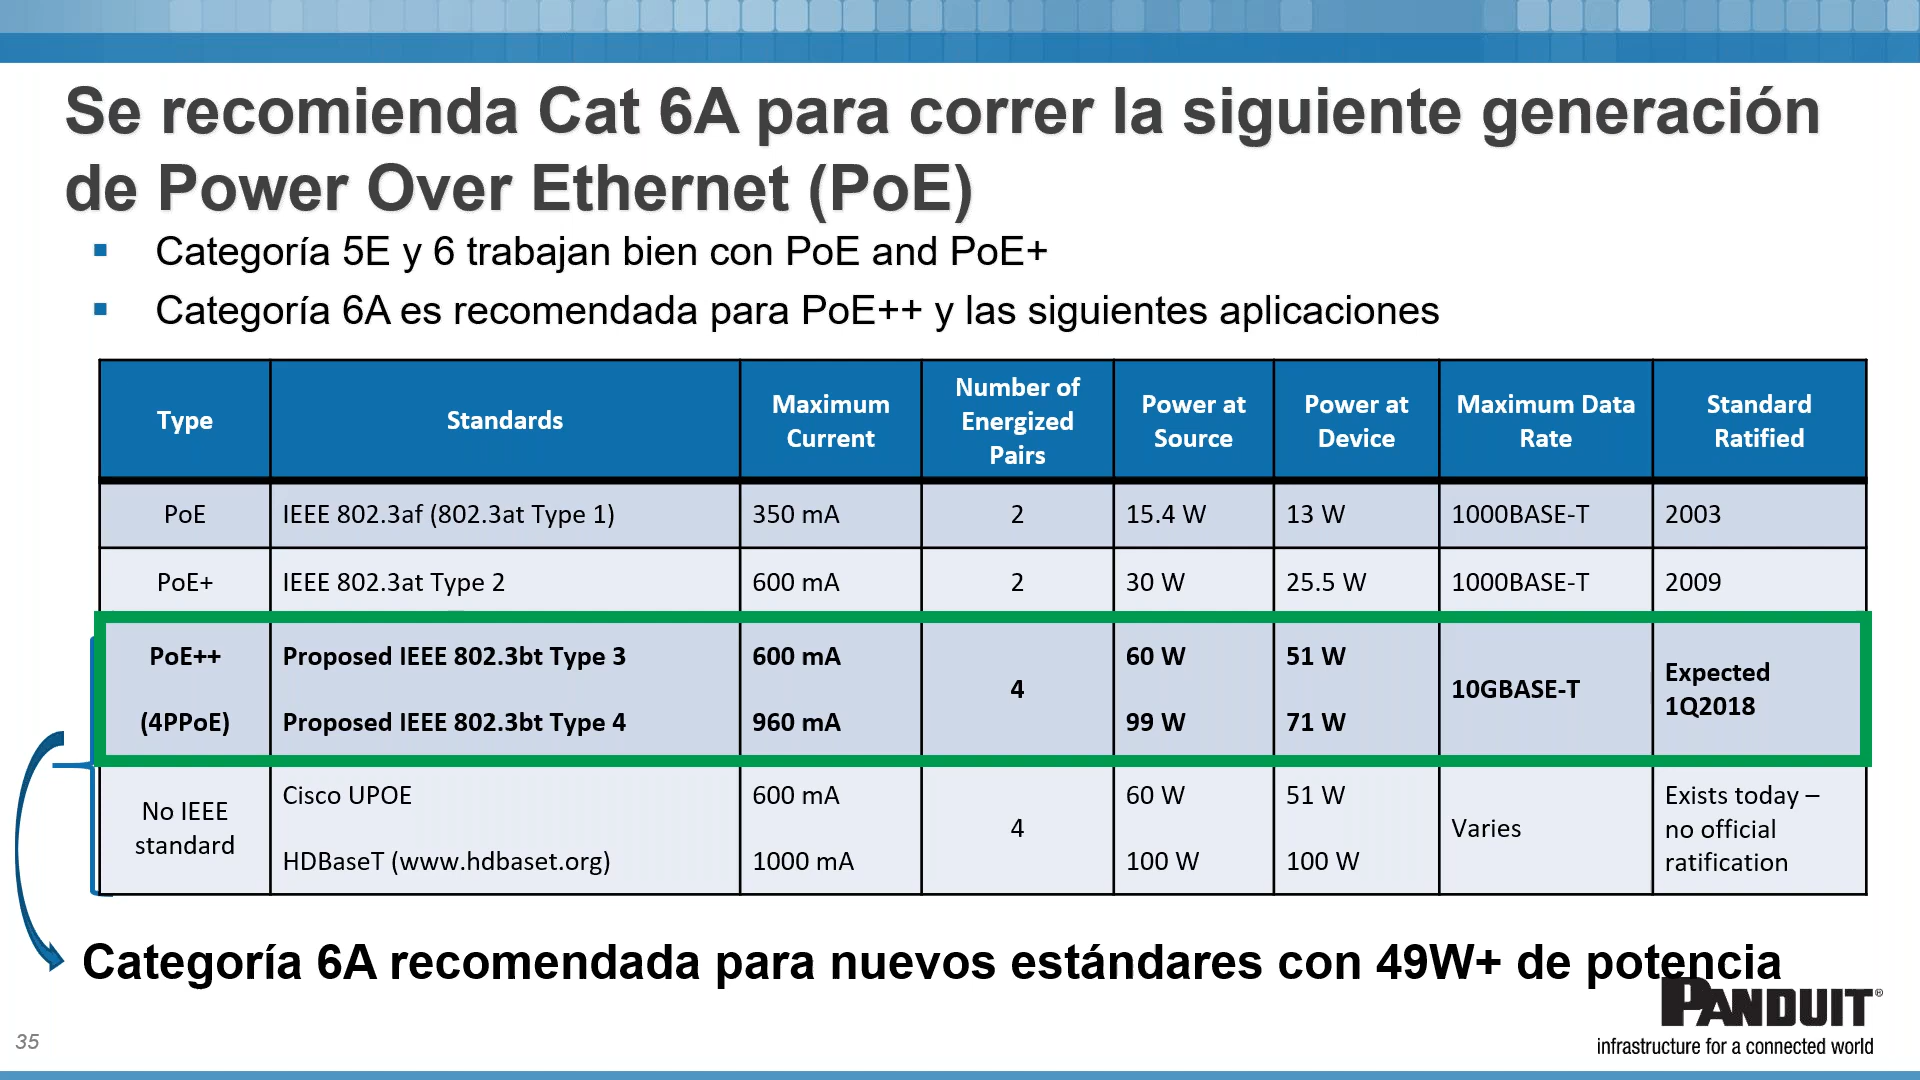 Se recomienda Cat 6A para correr la siguiente generación
de Power Over Ethernet (PoE)
Categoría 5E y 6 trabajan bien con PoE and PoE+
Categoría 6A es recomendada para PoE++ y las siguientes aplicaciones
Type
Standards
Maximum
Current
Number of
Energized
Pairs
Power at
Source
Power at
Device
Maximum Data
Rate
Standard
Ratified
PoE
IEEE 802.3af (802.3at Type 1)
350 mA
2
15.4 W
13 W
1000BASE-T
2003
PoE+
IEEE 802.3at Type 2
600 mA
2
30 W
25.5 W
1000BASE-T
2009
PoE++
(4PPoE)
Proposed IEEE 802.3bt Type 3
Proposed IEEE 802.3bt Type 4
600 mA
960 mA
4
60 W
99 W
51 W
71 W
10GBASE-T
Expected
1Q2018
No IEEE
standard
Cisco UPOE
HDBaseT (www.hdbaset.org)
600 mA
1000 mA
4
60 W
100 W
51 W
100 W
Varies
Exists today –
no official
ratification
Categoría 6A recomendada para nuevos estándares con 49W+ de potencia
PANDUIT®
infrastructure for a connected world
35